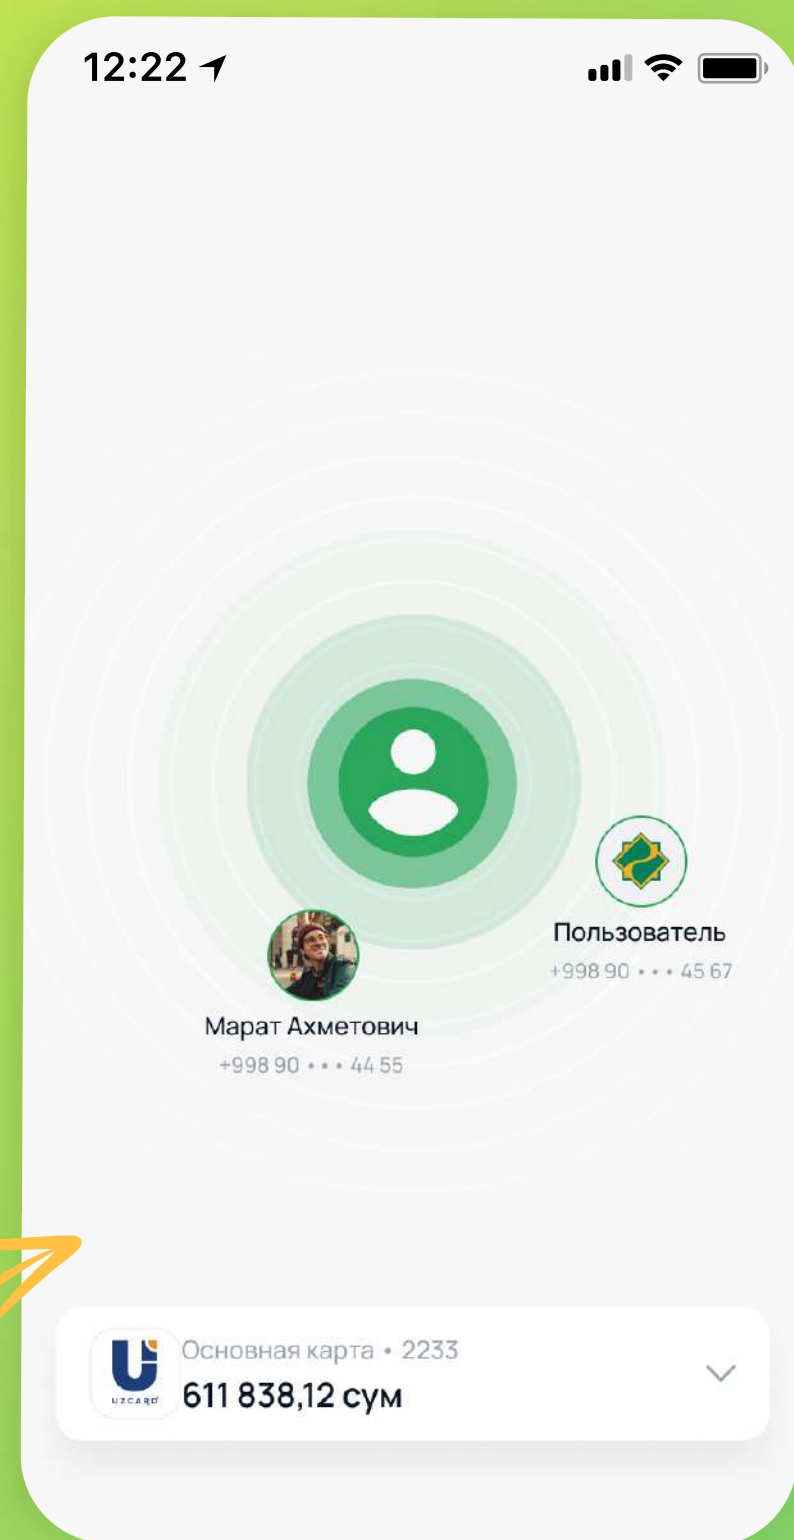 12:22
Пользователь
+998 90 • • • 45 67
Марат Ахметович
+998 90 • • • 44 55
Основная карта • 2233
UZCARD
611 838,12 сум